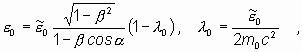 ε₀ = ε̃₀ √(1−β²) / (1−β cos α) (1−λ₀),   λ₀ = ε̃₀ / (2m₀c²) ,